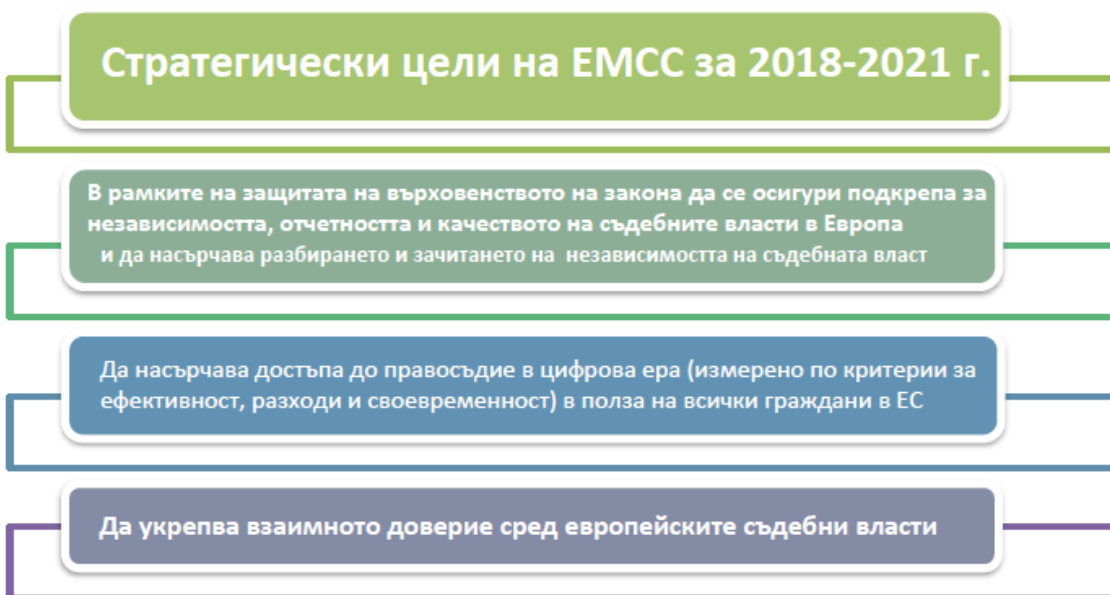 Стратегически цели на ЕМСС за 2018-2021 г.
В рамките на защитата на върховенството на закона да се осигури подкрепа за
независимостта, отчетността и качеството на съдебните власти в Европа
и да насърчава разбирането и зачитането на независимостта на съдебната власт
Да насърчава достъпа до правосъдие в цифрова ера (измерено по критерии за
ефективност, разходи и своевременност) в полза на всички граждани в ЕС
Да укрепва взаимното доверие сред европейските съдебни власти